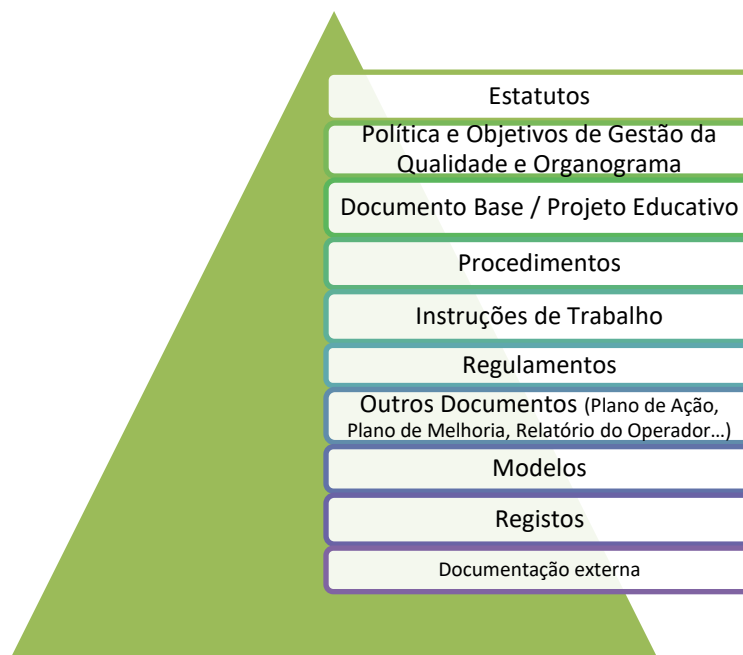 Estatutos
Política e Objetivos de Gestão da
Qualidade e Organograma
Documento Base / Projeto Educativo
Procedimentos
Instruções de Trabalho
Regulamentos
Outros Documentos (Plano de Ação,
Plano de Melhoria, Relatório do Operador…)
Modelos
Registos
Documentação externa